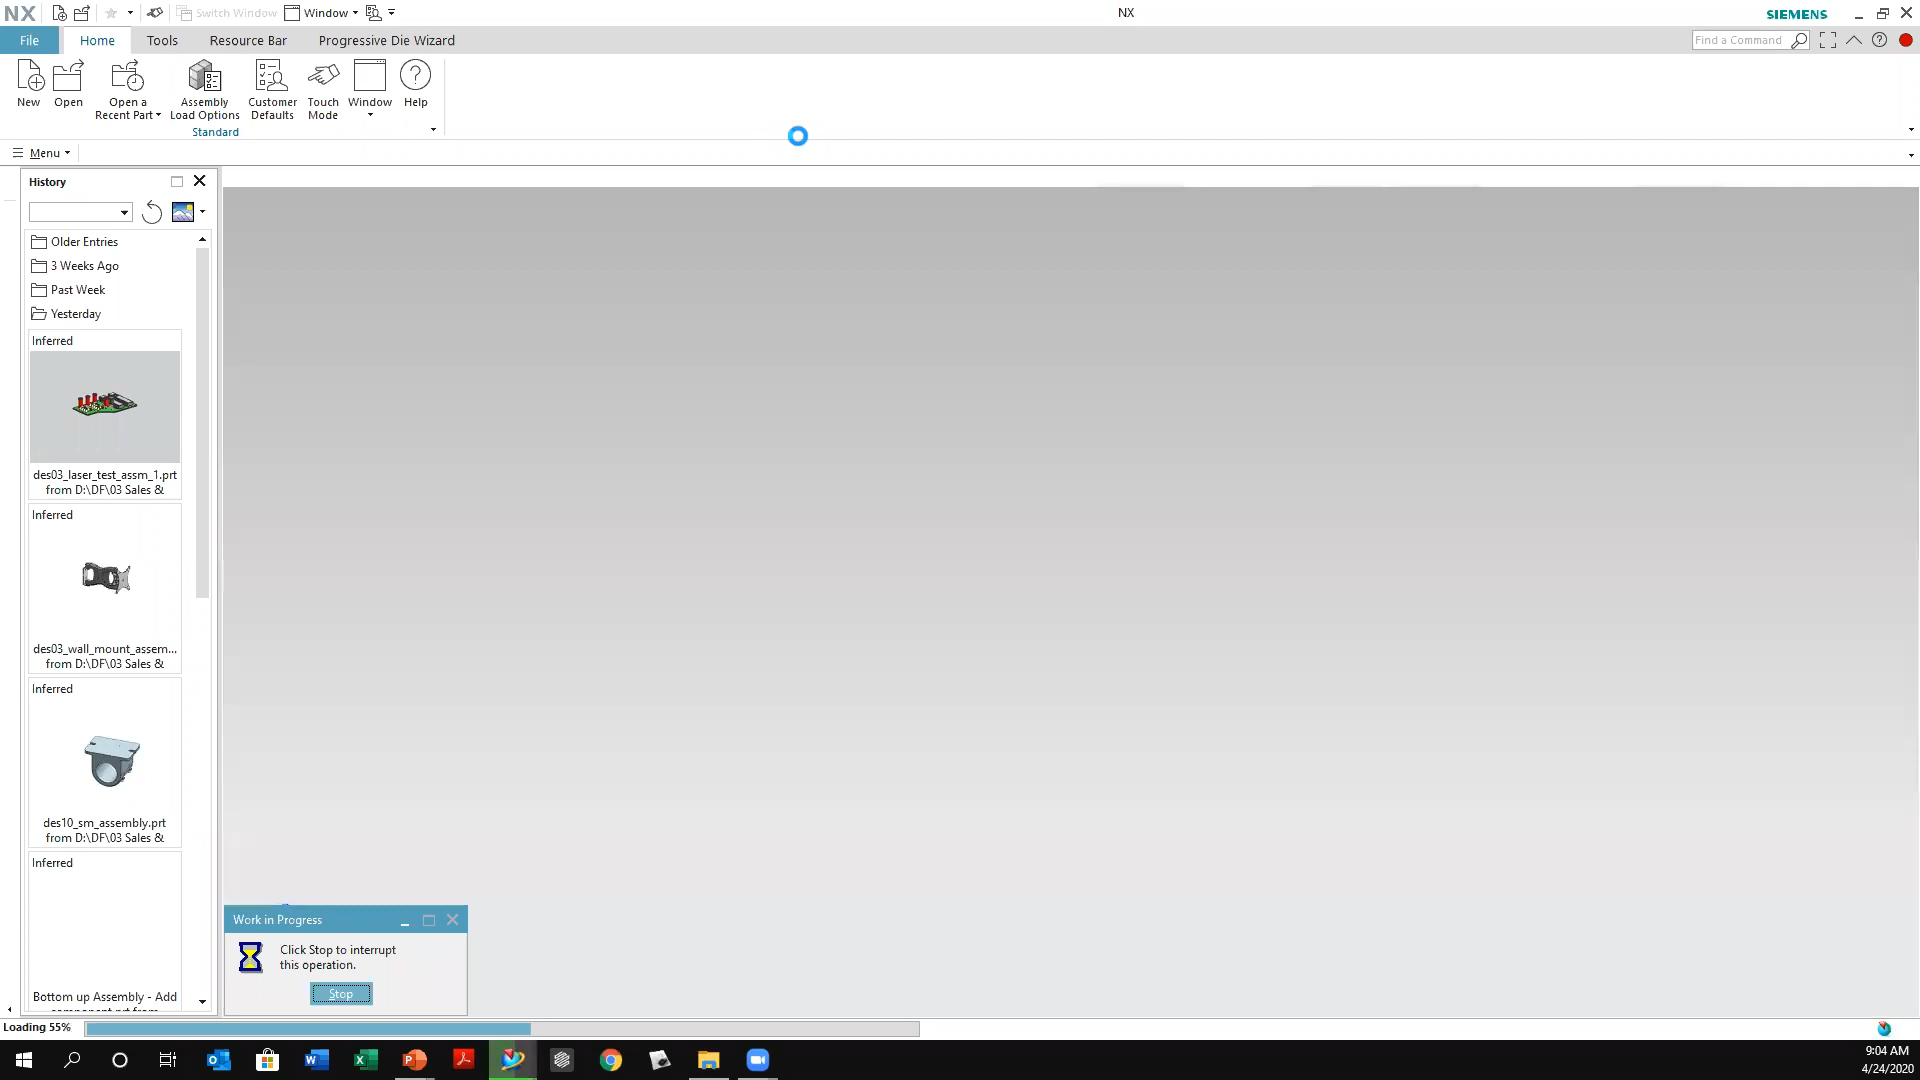 NX
Switch Window
Window
NX
SIEMENS
File
Home
Tools
Resource Bar
Progressive Die Wizard
Find a Command
New
Open
Open a
Recent Part
Assembly
Load Options
Customer
Defaults
Touch
Mode
Window
Help
Standard
Menu
History
Older Entries
3 Weeks Ago
Past Week
Yesterday
Inferred
des03_laser_test_assm_1.prt
from D:\DF\03 Sales &
Inferred
des03_wall_mount_assem...
from D:\DF\03 Sales &
Inferred
des10_sm_assembly.prt
from D:\DF\03 Sales &
Inferred
Bottom up Assembly - Add
Work in Progress
Click Stop to interrupt
this operation.
Stop
Loading 55%
9:04 AM
4/24/2020